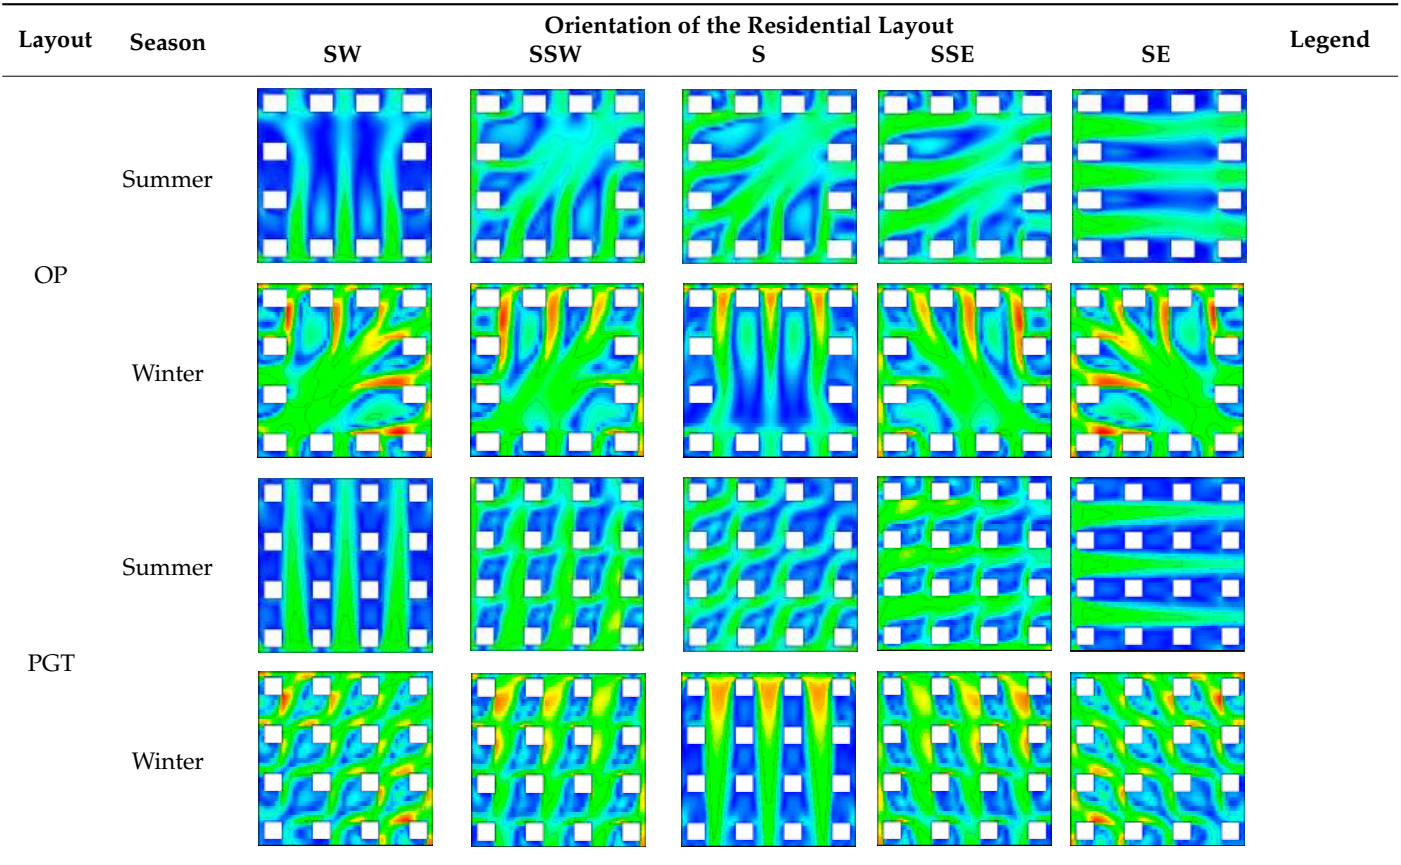 Orientation of the Residential Layout
Layout Season Legend
SW SSW S SSE SE
Summer
OP
Winter
Summer
PGT
Winter